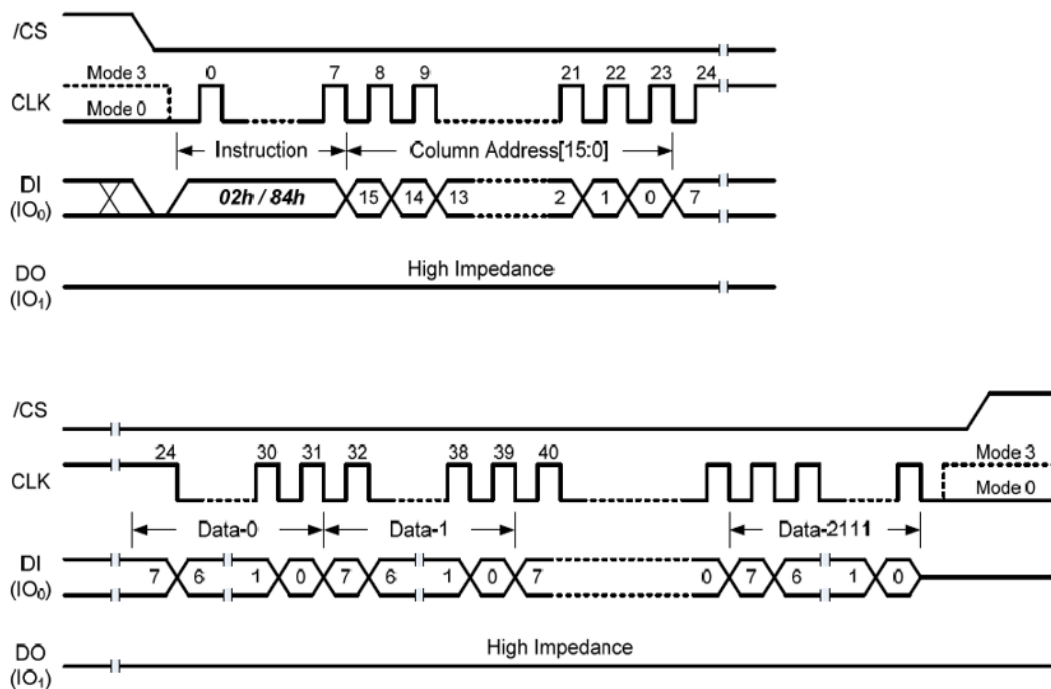 /CS
Mode 3 0 7 8 9 21 22 23 24
CLK
Mode 0
Instruction Column Address[15:0]
DI
(IO0) 02h / 84h 15 14 13 2 1 0 7
High Impedance
DO
(IO1)
/CS
24 30 31 32 38 39 40 Mode 3
CLK
Mode 0
Data-0 Data-1 Data-2111
DI
(IO0) 7 6 1 0 7 6 1 0 7 0 7 6 1 0
High Impedance
DO
(IO1)